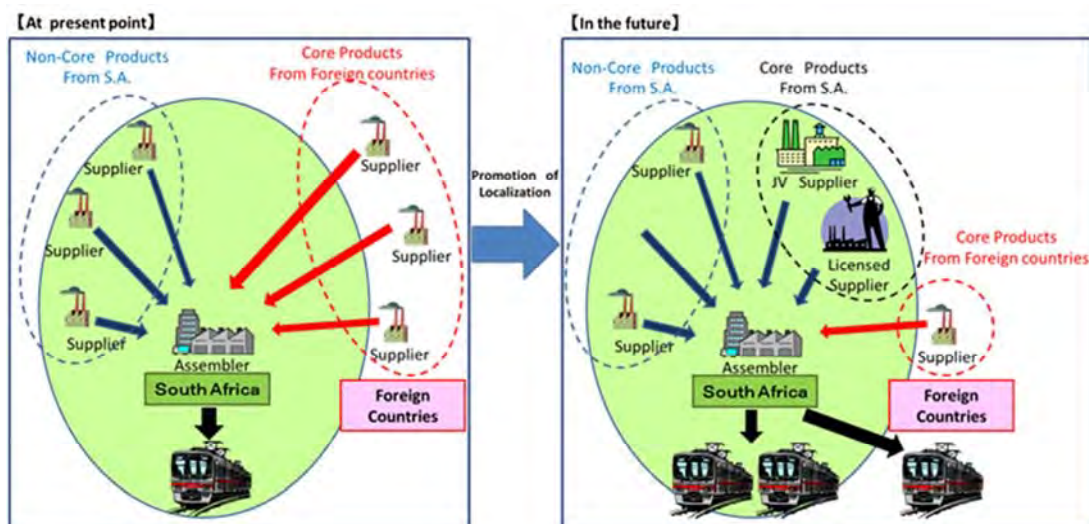 【At present point】
Non-Core Products
From S.A.
Core Products
From Foreign countries
Supplier
Supplier
Supplier
Supplier
Supplier
Supplier
Assembler
South Africa
Foreign
Countries
Promotion of
Localization
【In the future】
Non-Core Products
From S.A.
Core Products
From S.A.
Supplier
JV Supplier
Licensed
Supplier
Core Products
From Foreign countries
Supplier
Supplier
Assembler
South Africa
Foreign
Countries